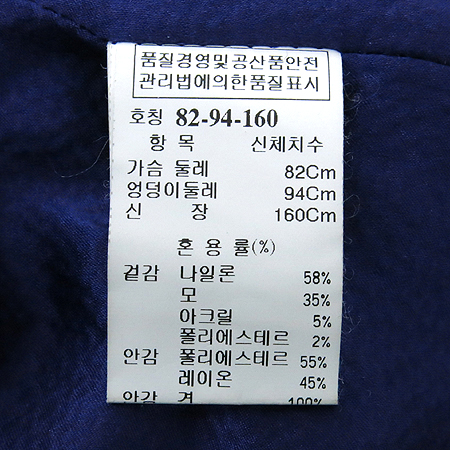 품질경영및공산품안전
관리법에의한품질표시
호칭 82-94-160
항 목 신체치수
가슴 둘레 82Cm
엉덩이둘레 94Cm
신 장 160Cm
혼 용 률(%)
겉감 나일론 58%
모 35%
아크릴 5%
폴리에스테르 2%
안감 폴리에스테르 55%
레이온 45%
안감 견 100%